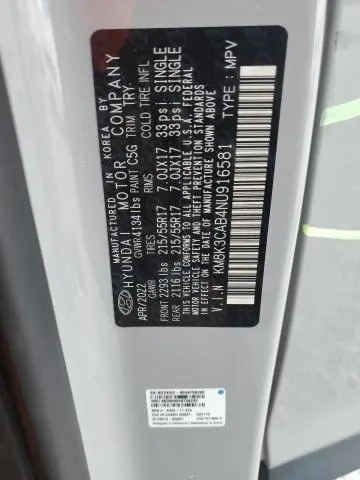 MANUFACTURED IN KOREA BY
HYUNDAI MOTOR COMPANY
APR/2022 GVWR 4134 lbs PAINT C5G TRIM TRY
GAWR TIRES RIMS COLD TIRE INFL
FRONT 2293 lbs 215/55R17 7.0JX17 33psi SINGLE
REAR 2116 lbs 215/55R17 7.0JX17 33psi SINGLE
THIS VEHICLE CONFORMS TO ALL APPLICABLE U.S. FEDERAL
MOTOR VEHICLE SAFETY, BUMPER, AND THEFT PREVENTION
STANDARDS IN EFFECT ON THE DATE OF MANUFACTURE SHOWN ABOVE.
V.I.N KM8K3CAB4NU916581 TYPE : MPV